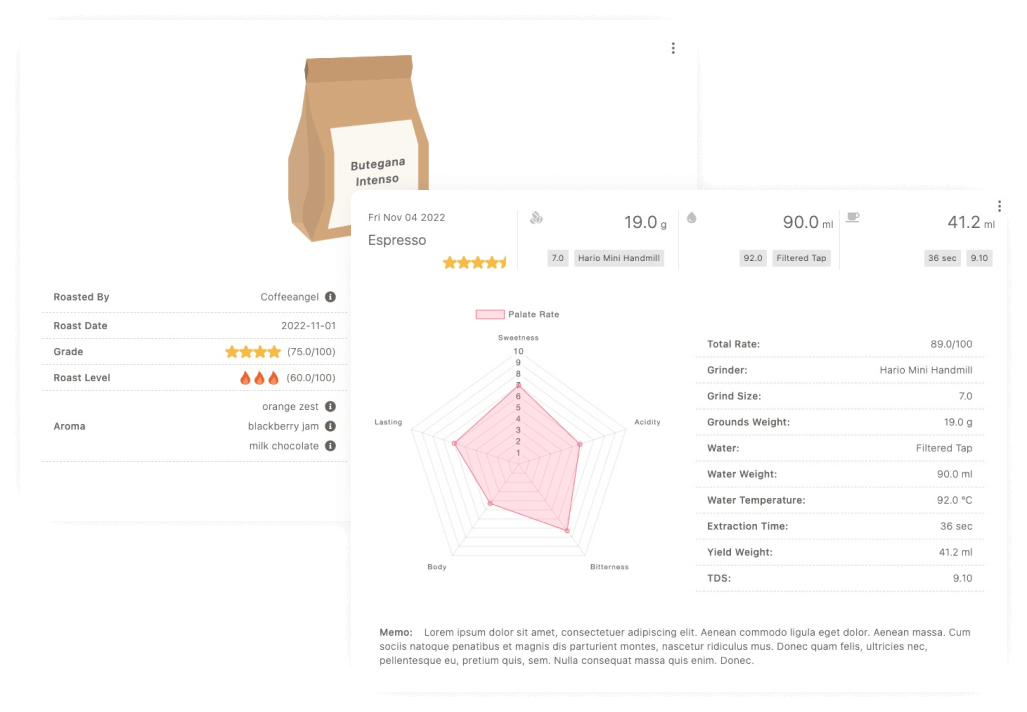 Butegana
Intenso
Roasted By Coffeeangel
Roast Date 2022-11-01
Grade (75.0/100)
Roast Level (60.0/100)
Aroma
orange zest
blackberry jam
milk chocolate
Fri Nov 04 2022
Espresso
19.0 g
7.0 Hario Mini Handmill
90.0 ml
92.0 Filtered Tap
41.2 ml
36 sec 9.10
Palate Rate
Sweetness
10
9
8
7
6
5
4
3
2
1
Lasting
Acidity
Body
Bitterness
Total Rate: 89.0/100
Grinder: Hario Mini Handmill
Grind Size: 7.0
Grounds Weight: 19.0 g
Water: Filtered Tap
Water Weight: 90.0 ml
Water Temperature: 92.0 °C
Extraction Time: 36 sec
Yield Weight: 41.2 ml
TDS: 9.10
Memo: Lorem ipsum dolor sit amet, consectetuer adipiscing elit. Aenean commodo ligula eget dolor. Aenean massa. Cum
sociis natoque penatibus et magnis dis parturient montes, nascetur ridiculus mus. Donec quam felis, ultricies nec,
pellentesque eu, pretium quis, sem. Nulla consequat massa quis enim. Donec.